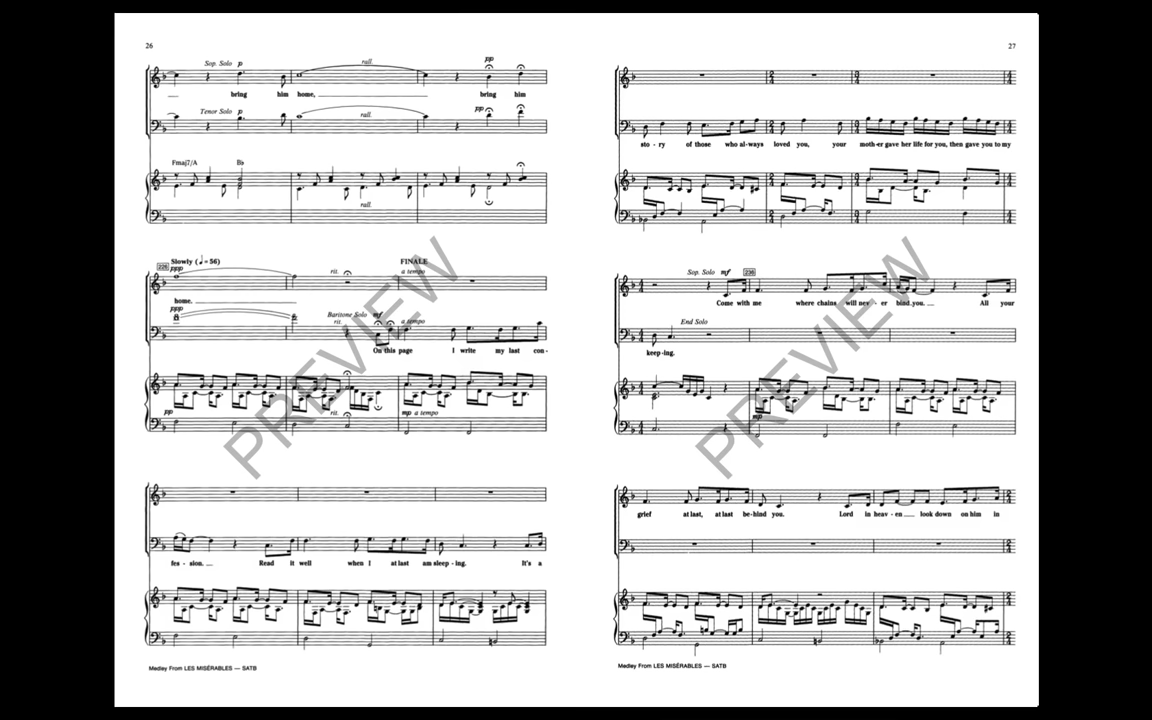 26
Sop. Solo p
rall.
pp
bring him home, bring him
Tenor Solo p
rall.
pp
Fmaj7/A B♭
rall.
226 Slowly (♩ = 56)
ppp
rit.
FINALE
a tempo
home.
ppp
Baritone Solo mf
rit.
a tempo
On this page I write my last con-
pp
rit.
mp a tempo
fes - sion. Read it well when I at last am sleep - ing. It's a
Medley From LES MISÉRABLES — SATB
27
sto - ry of those who al - ways loved you, your moth - er gave her life for you, then gave you to my
Sop. Solo mf 236
Come with me where chains will nev - er bind you. All your
End Solo
keep - ing.
mp
grief at last, at last be - hind you. Lord in heav - en look down on him in
Medley From LES MISÉRABLES — SATB
PREVIEW
PREVIEW